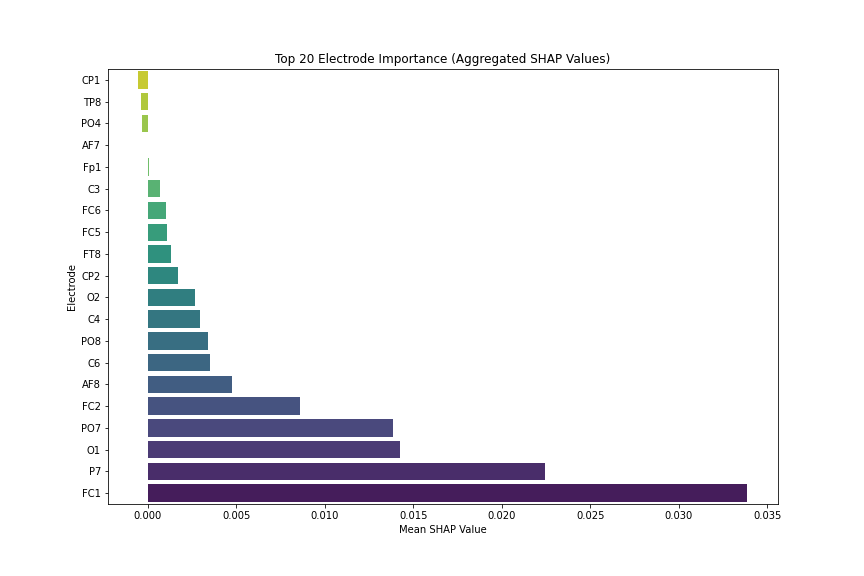 Top 20 Electrode Importance (Aggregated SHAP Values)
Electrode
CP1
TP8
PO4
AF7
Fp1
C3
FC6
FC5
FT8
CP2
O2
C4
PO8
C6
AF8
FC2
PO7
O1
P7
FC1
0.000 0.005 0.010 0.015 0.020 0.025 0.030 0.035
Mean SHAP Value